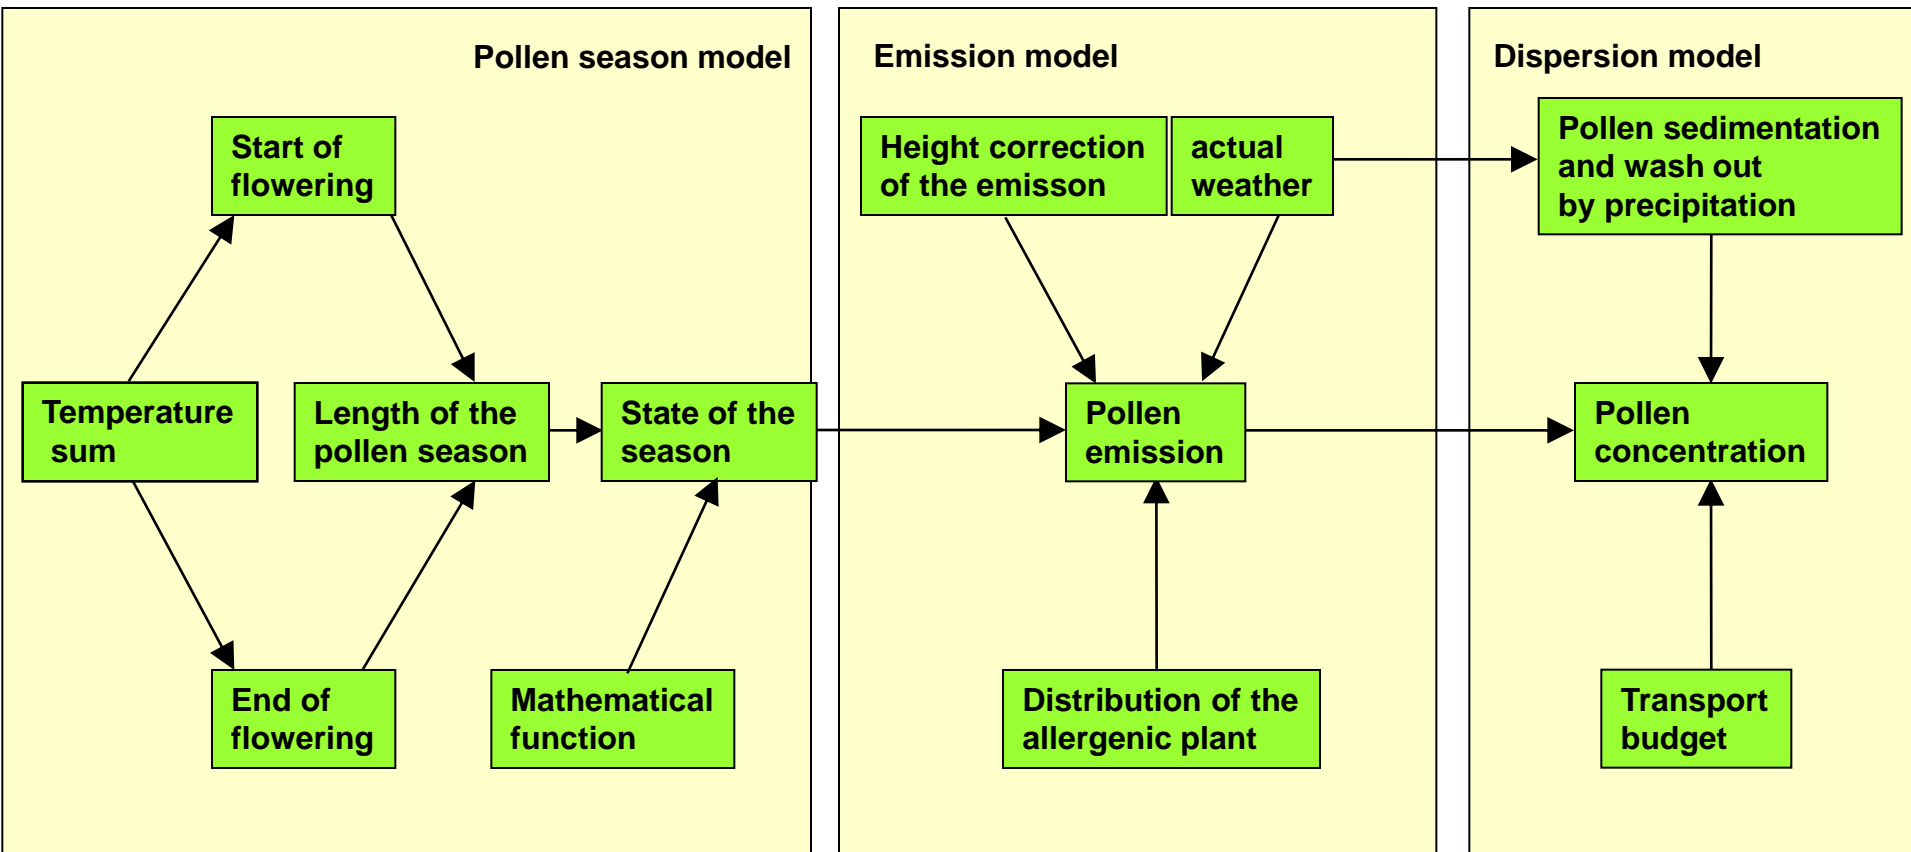 Pollen season model
Start of
flowering
Temperature
sum
Length of the
pollen season
State of the
season
End of
flowering
Mathematical
function
Emission model
Height correction
of the emisson
actual
weather
Pollen
emission
Distribution of the
allergenic plant
Dispersion model
Pollen sedimentation
and wash out
by precipitation
Pollen
concentration
Transport
budget